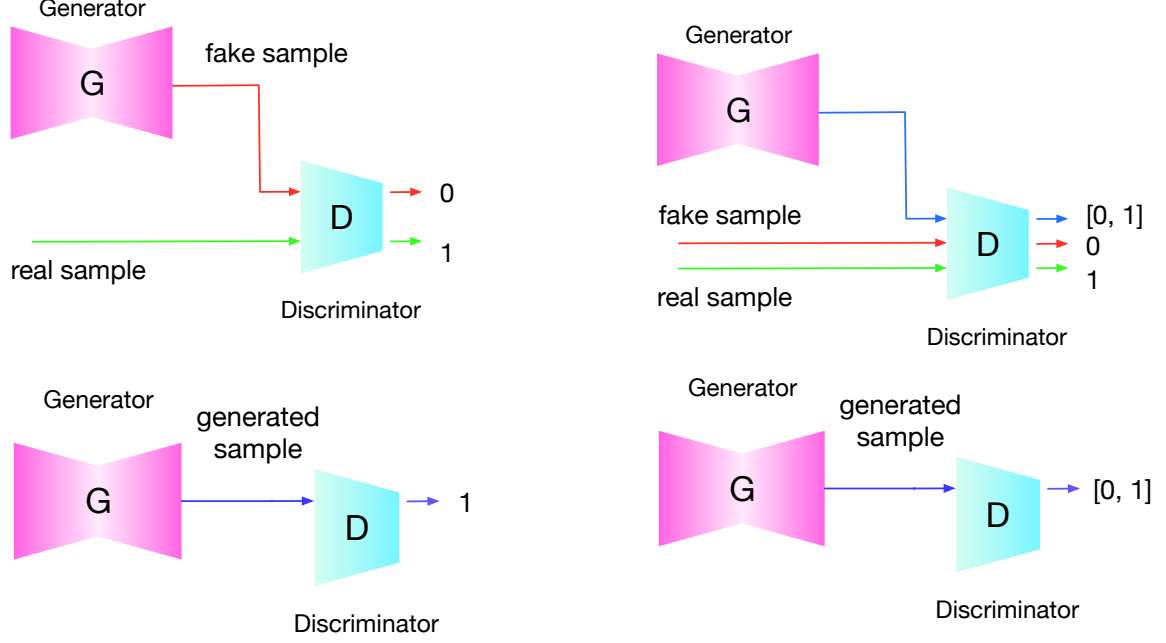 Generator
G
fake sample
D
0
1
real sample
Discriminator
Generator
G
fake sample
D
[0, 1]
0
1
real sample
Discriminator
Generator
generated
sample
G
D
1
Discriminator
Generator
generated
sample
G
D
[0, 1]
Discriminator